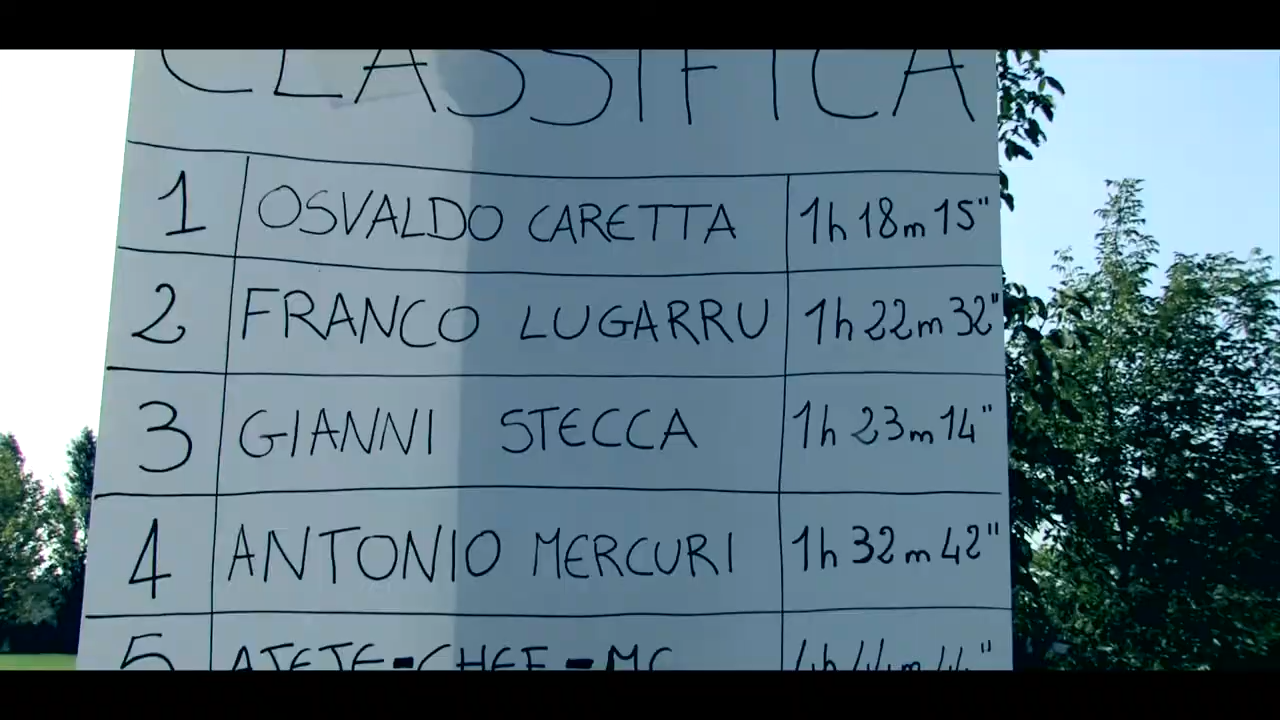 CLASSIFICA
1 OSVALDO CARETTA 1h 18m 15"
2 FRANCO LUGARRU 1h 22m 32"
3 GIANNI STECCA 1h 23m 14"
4 ANTONIO MERCURI 1h 32m 42"
5